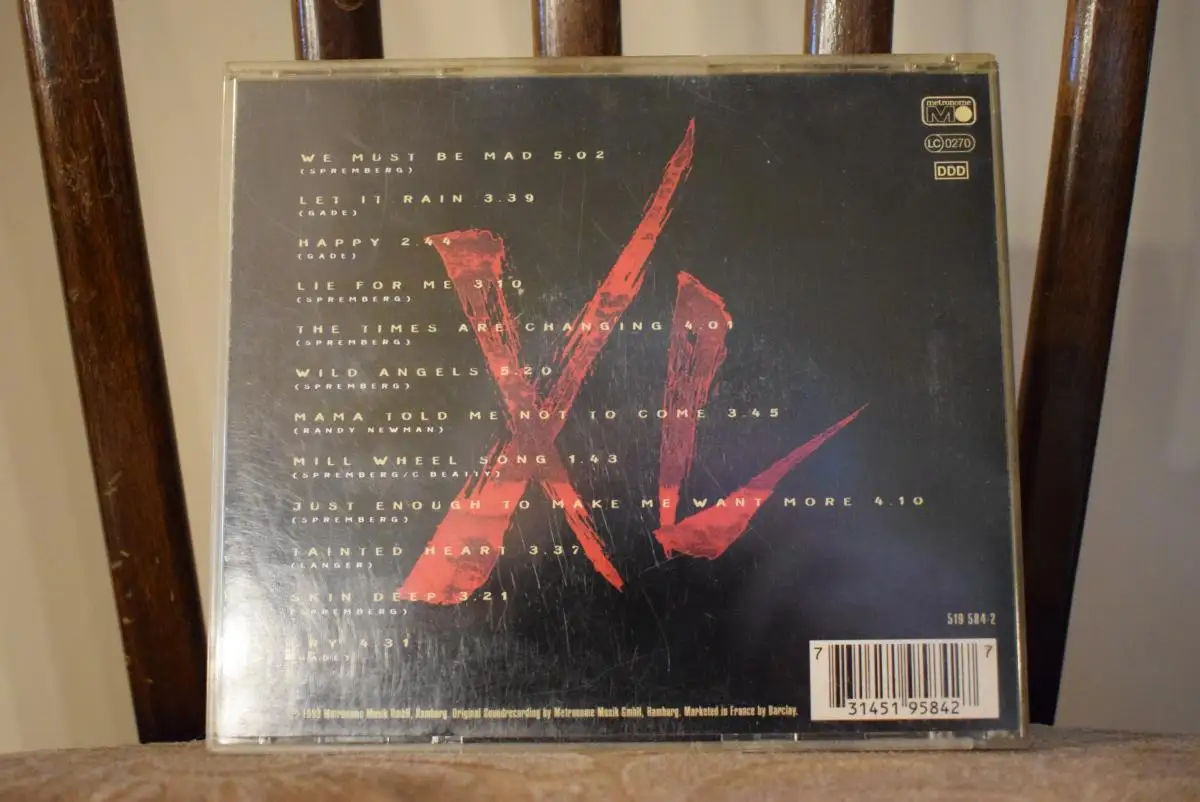 metronome
LC 0270
DDD
WE MUST BE MAD 5.02
(SPREMBERG)
LET IT RAIN 3.39
(GADE)
HAPPY 2.44
(GADE)
LIE FOR ME 3.10
(SPREMBERG)
THE TIMES ARE CHANGING 4.01
(SPREMBERG)
WILD ANGELS 5.20
(SPREMBERG)
MAMA TOLD ME NOT TO COME 3.45
(RANDY NEWMAN)
MILL WHEEL SONG 1.43
(SPREMBERG/C.BEATTY)
JUST ENOUGH TO MAKE ME WANT MORE 4.10
(SPREMBERG)
TAINTED HEART 3.37
(LANGER)
SKIN DEEP 3.21
(SPREMBERG)
4.31
(GADE)
XL
519 584-2
7 31451 95842 7
1993 Metronome Musik GmbH, Hamburg. Original Soundrecording by Metronome Musik GmbH, Hamburg. Marketed in France by Barclay.